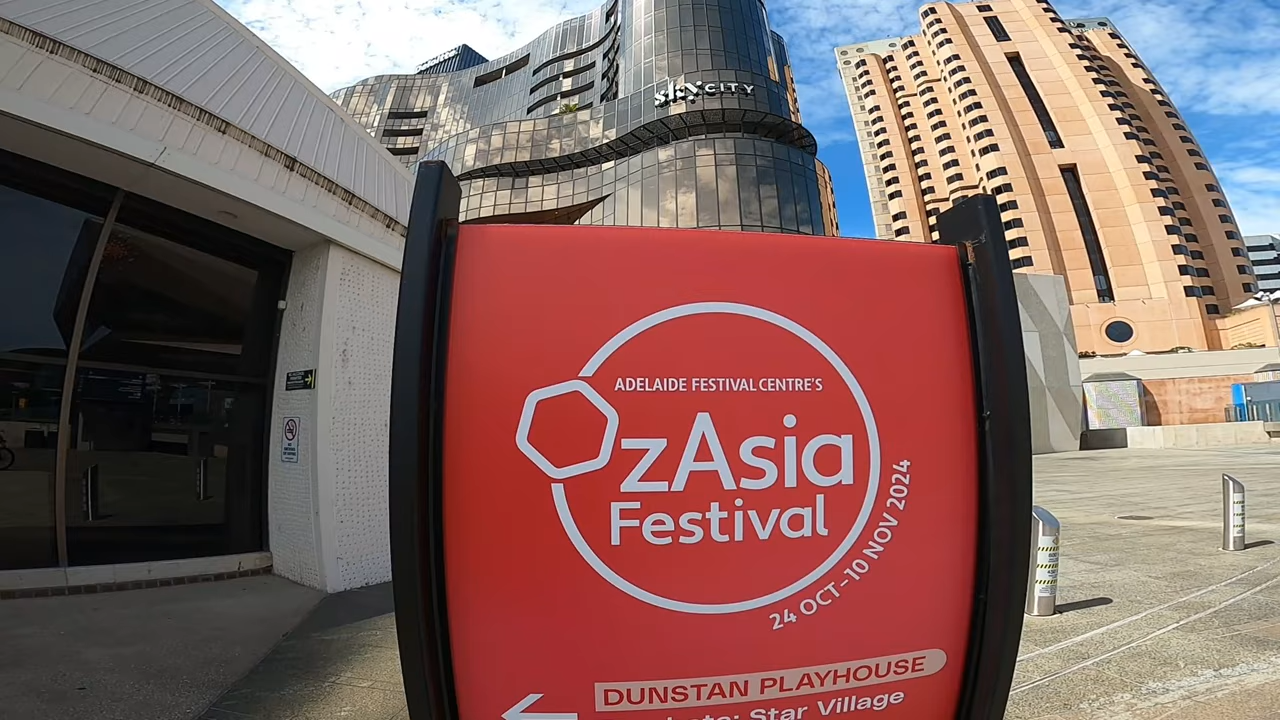 skyCITY
ADELAIDE FESTIVAL CENTRE'S
OzAsia
Festival
24 OCT - 10 NOV 2024
DUNSTAN PLAYHOUSE
Star Village